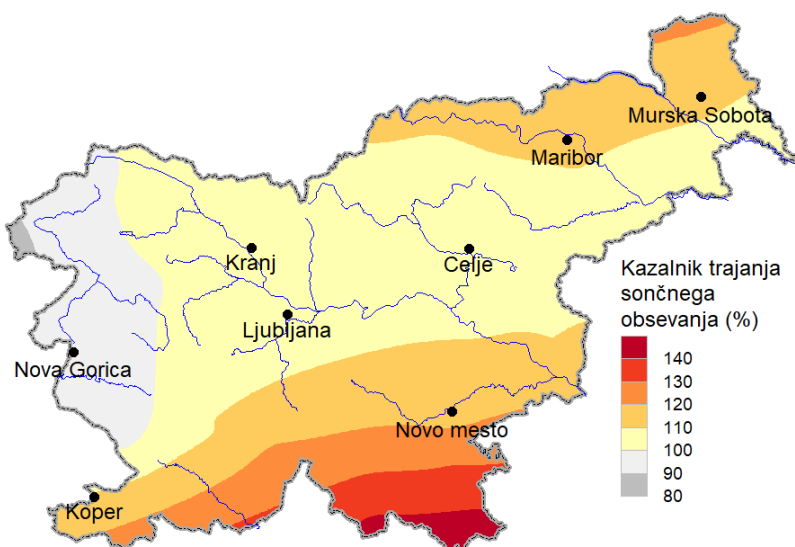 Murska Sobota
Maribor
Kranj
Celje
Ljubljana
Nova Gorica
Novo mesto
Koper
Kazalnik trajanja
sončnega
obsevanja (%)
140
130
120
110
100
90
80